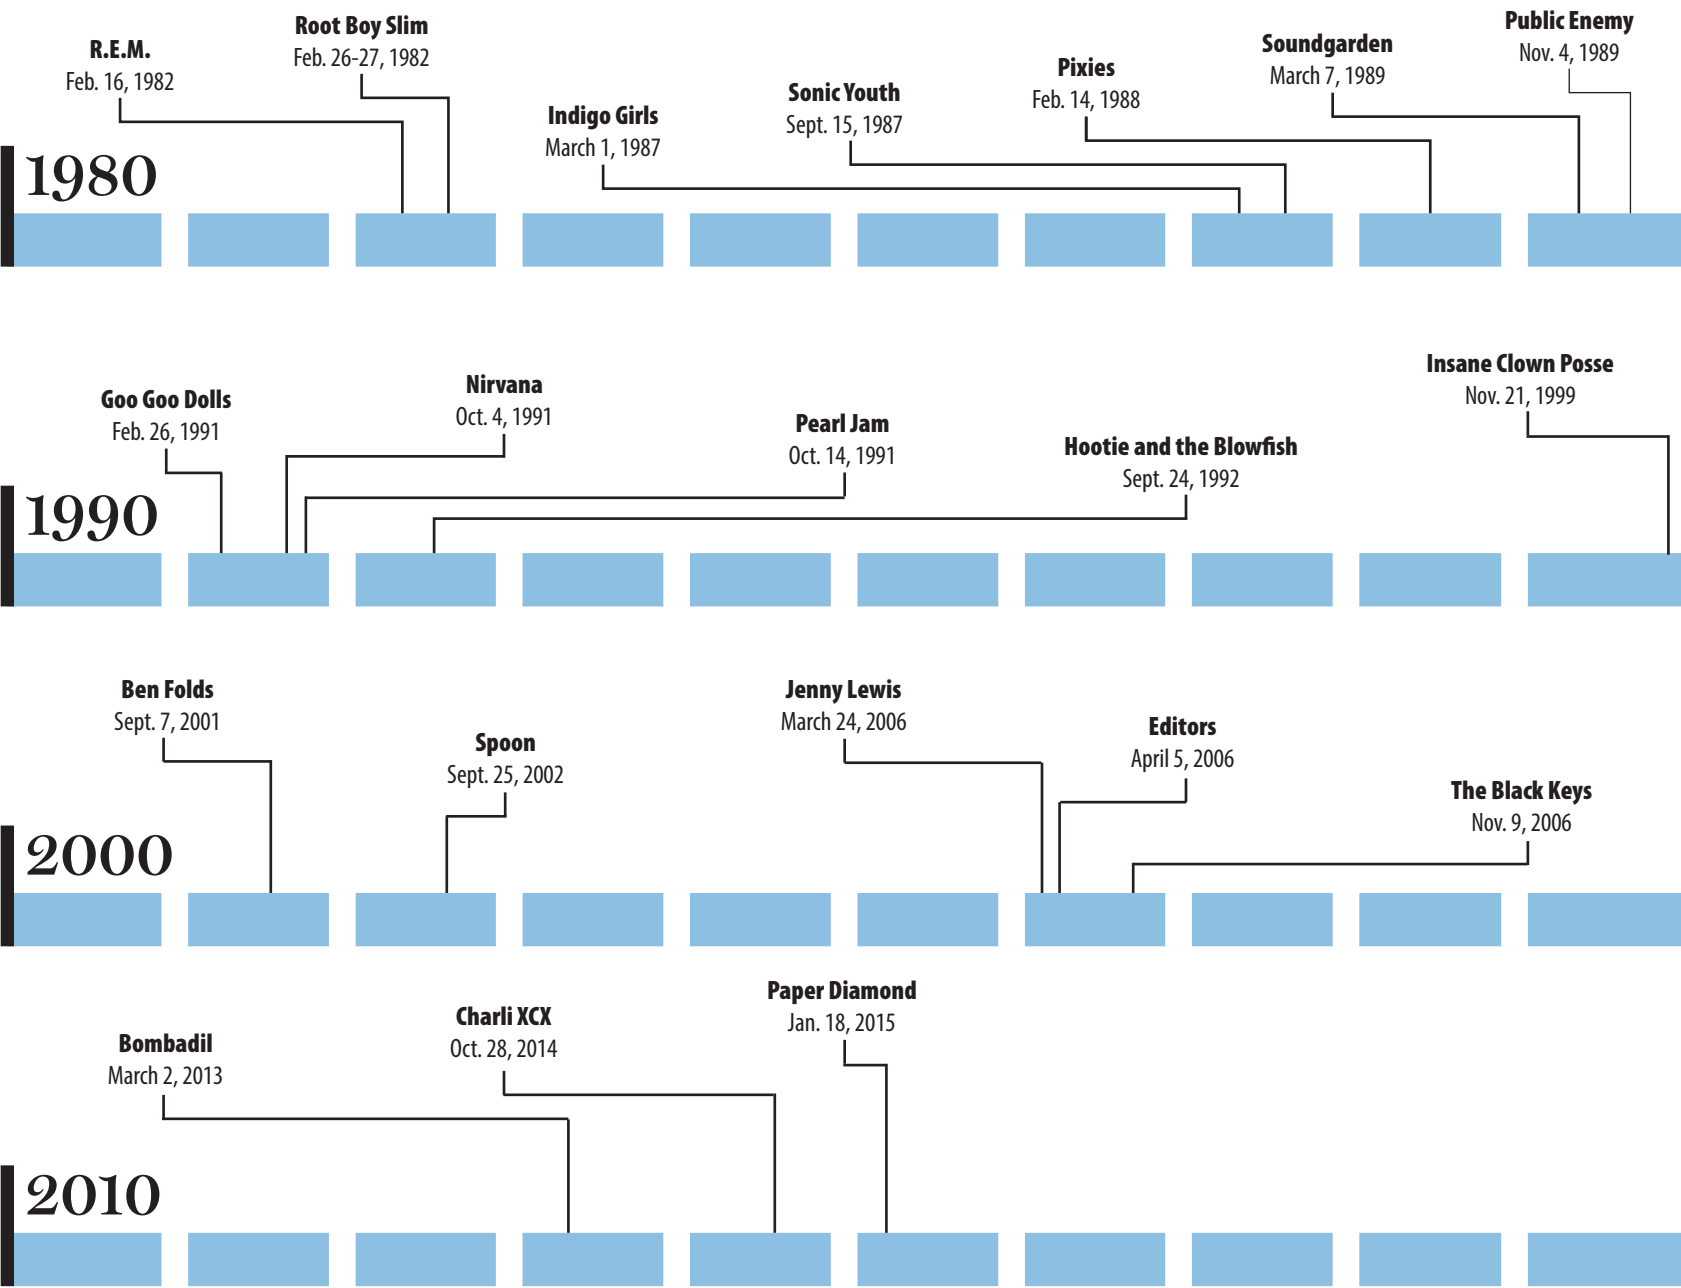 R.E.M.
Feb. 16, 1982
Root Boy Slim
Feb. 26-27, 1982
Indigo Girls
March 1, 1987
Sonic Youth
Sept. 15, 1987
Pixies
Feb. 14, 1988
Soundgarden
March 7, 1989
Public Enemy
Nov. 4, 1989
1980
Goo Goo Dolls
Feb. 26, 1991
Nirvana
Oct. 4, 1991
Pearl Jam
Oct. 14, 1991
Hootie and the Blowfish
Sept. 24, 1992
Insane Clown Posse
Nov. 21, 1999
1990
Ben Folds
Sept. 7, 2001
Spoon
Sept. 25, 2002
Jenny Lewis
March 24, 2006
Editors
April 5, 2006
The Black Keys
Nov. 9, 2006
2000
Bombadil
March 2, 2013
Charli XCX
Oct. 28, 2014
Paper Diamond
Jan. 18, 2015
2010